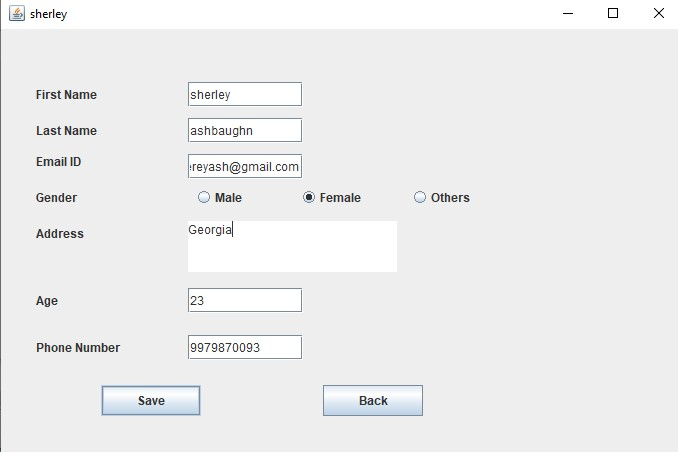 sherley
First Name sherley
Last Name ashbaughn
Email ID ereyash@gmail.com
Gender Male Female Others
Address Georgia
Age 23
Phone Number 9979870093
Save Back